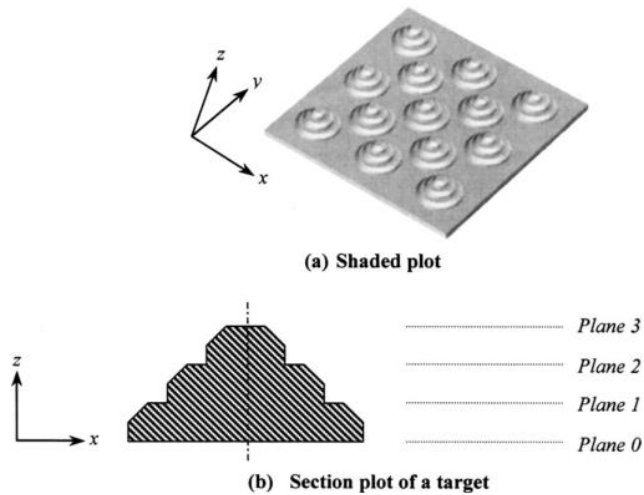 z
y
x
(a) Shaded plot
z
x
Plane 3
Plane 2
Plane 1
Plane 0
(b) Section plot of a target